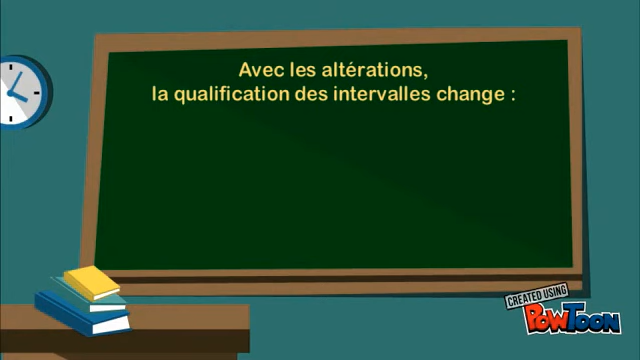 Avec les altérations,
la qualification des intervalles change :
CREATED USING
POWTOON